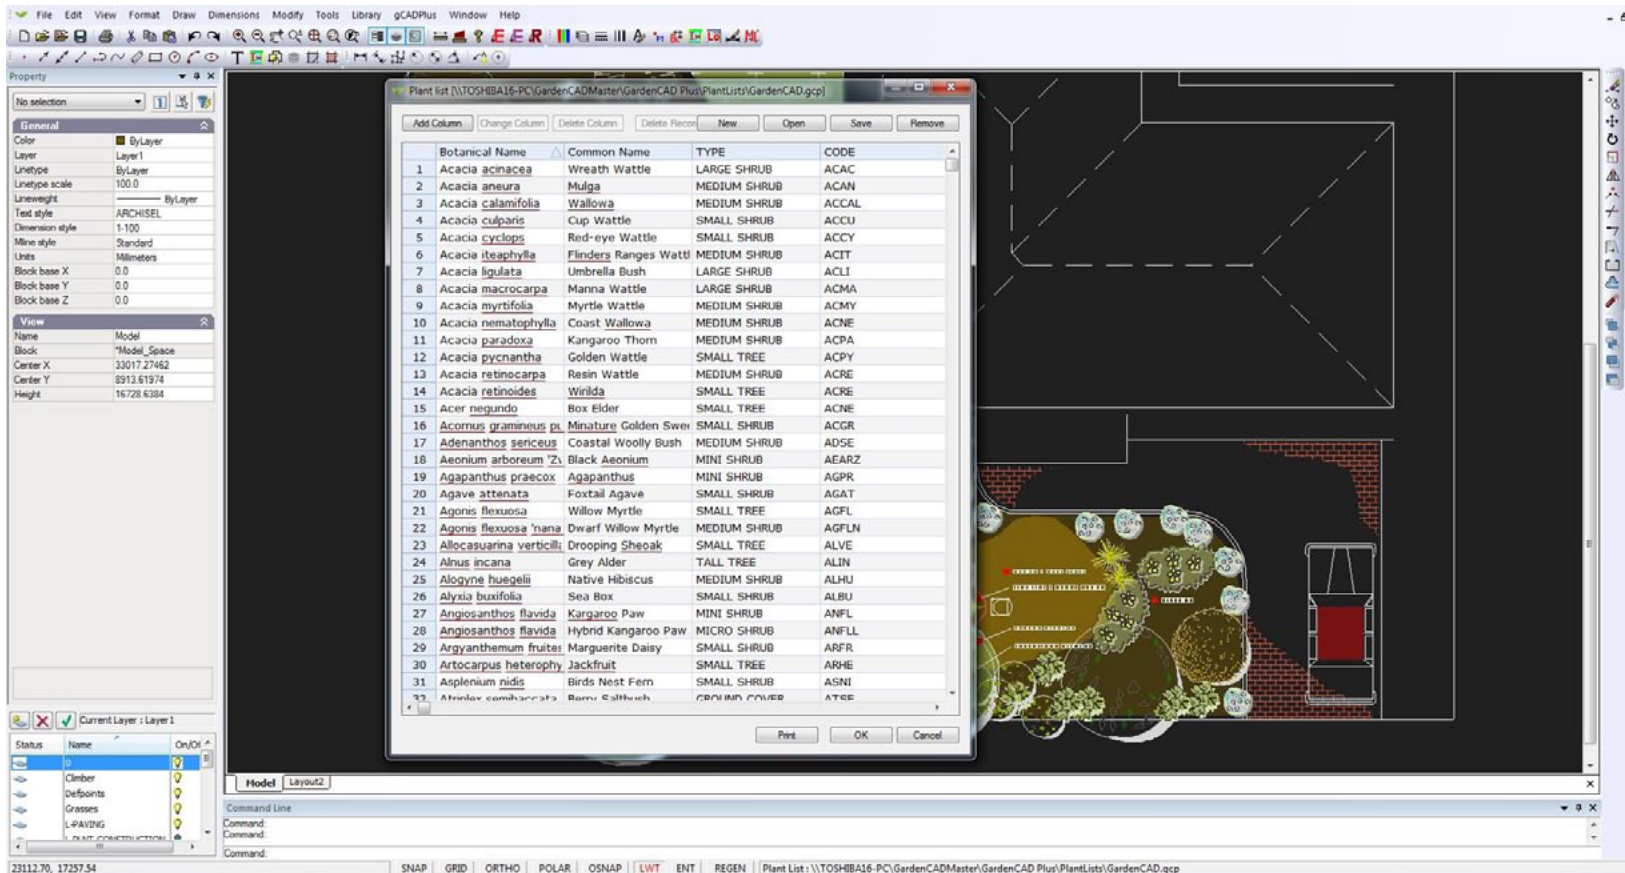 File Edit View Format Draw Dimensions Modify Tools Library gCADPlus Window Help
Property
No selection
General
Color ByLayer
Layer Layer1
Linetype ByLayer
Linetype scale 100.0
Lineweight ByLayer
Text style ARCHISEL
Dimension style 1-100
Mline style Standard
Units Millimeters
Block base X 0.0
Block base Y 0.0
Block base Z 0.0
View
Name Model
Block *Model_Space
Center X 33017.27462
Center Y 8913.61974
Height 16728.6384
Plant list [\\TOSHIBA16-PC\GardenCADMaster\GardenCAD Plus\PlantLists\GardenCAD.gcp]
Add Column Change Column Delete Column Delete Recor New Open Save Remove
Botanical Name Common Name TYPE CODE
1 Acacia acinacea Wreath Wattle LARGE SHRUB ACAC
2 Acacia aneura Mulga MEDIUM SHRUB ACAN
3 Acacia calamifolia Wallowa MEDIUM SHRUB ACCAL
4 Acacia culparis Cup Wattle SMALL SHRUB ACCU
5 Acacia cyclops Red-eye Wattle SMALL SHRUB ACCY
6 Acacia iteaphylla Flinders Ranges Wattl MEDIUM SHRUB ACIT
7 Acacia ligulata Umbrella Bush LARGE SHRUB ACLI
8 Acacia macrocarpa Manna Wattle LARGE SHRUB ACMA
9 Acacia myrtifolia Myrtle Wattle MEDIUM SHRUB ACMY
10 Acacia nematophylla Coast Wallowa MEDIUM SHRUB ACNE
11 Acacia paradoxa Kangaroo Thorn MEDIUM SHRUB ACPA
12 Acacia pycnantha Golden Wattle SMALL TREE ACPY
13 Acacia retinocarpa Resin Wattle MEDIUM SHRUB ACRE
14 Acacia retinoides Wirilda SMALL TREE ACRE
15 Acer negundo Box Elder SMALL TREE ACNE
16 Acornus gramineus pu Minature Golden Swee SMALL SHRUB ACGR
17 Adenanthos sericeus Coastal Woolly Bush MEDIUM SHRUB ADSE
18 Aeonium arboreum 'Zw Black Aeonium MINI SHRUB AEARZ
19 Agapanthus praecox Agapanthus MINI SHRUB AGPR
20 Agave attenata Foxtail Agave SMALL SHRUB AGAT
21 Agonis flexuosa Willow Myrtle SMALL TREE AGFL
22 Agonis flexuosa 'nana Dwarf Willow Myrtle MEDIUM SHRUB AGFLN
23 Allocasuarina verticilla Drooping Sheoak SMALL TREE ALVE
24 Alnus incana Grey Alder TALL TREE ALIN
25 Alogyne huegelii Native Hibiscus MEDIUM SHRUB ALHU
26 Alyxia buxifolia Sea Box SMALL SHRUB ALBU
27 Angiosanthos flavida Kargaroo Paw MINI SHRUB ANFL
28 Angiosanthos flavida Hybrid Kangaroo Paw MICRO SHRUB ANFLL
29 Argyanthemum frutes Marguerite Daisy SMALL SHRUB ARFR
30 Artocarpus heterophy Jackfruit SMALL TREE ARHE
31 Asplenium nidis Birds Nest Fern SMALL SHRUB ASNI
32 Atriplex semibaccata Berry Saltbush GROUND COVER ATSE
Print OK Cancel
Current Layer : Layer1
Status Name On/Of
0
Climber
Defpoints
Grasses
L-PAVING
L-PLNT-CONSTRUCTION
Model Layout2
Command Line
Command:
Command:
Command:
23112.70, 17257.54 SNAP GRID ORTHO POLAR OSNAP LWT ENT REGEN Plant List : \\TOSHIBA16-PC\GardenCADMaster\GardenCAD Plus\PlantLists\GardenCAD.gcp